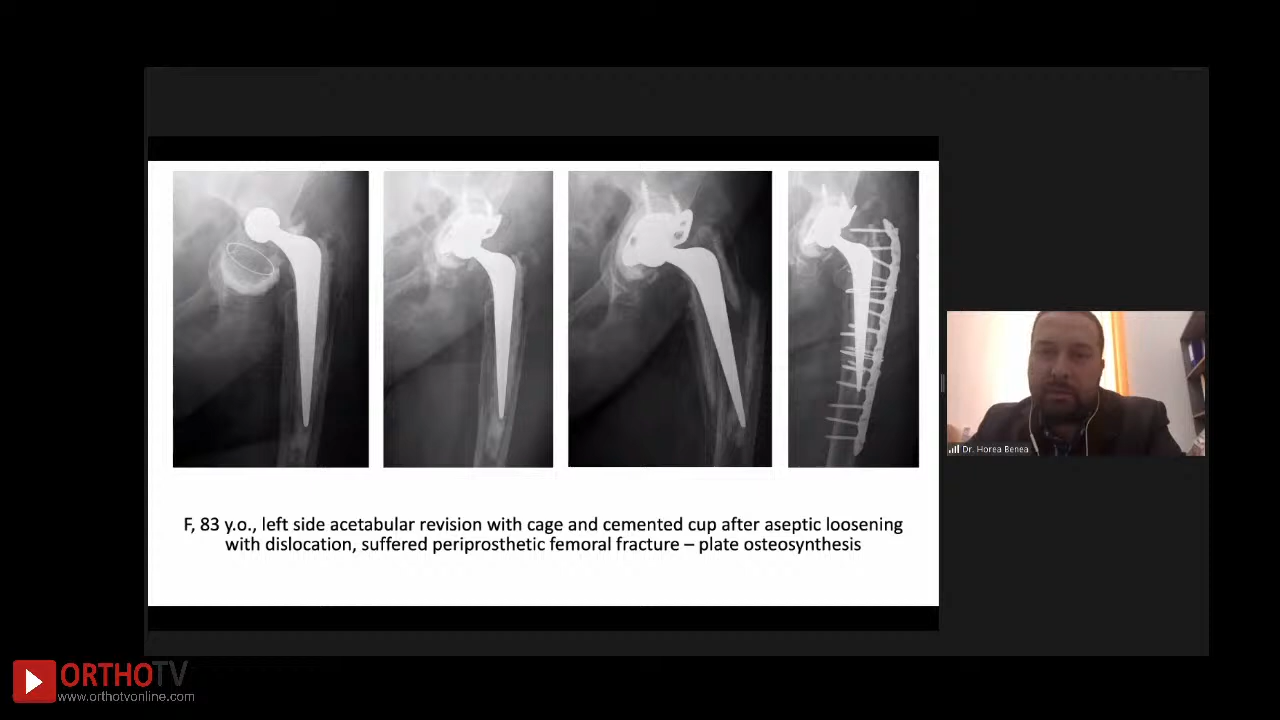 F, 83 y.o., left side acetabular revision with cage and cemented cup after aseptic loosening
with dislocation, suffered periprosthetic femoral fracture – plate osteosynthesis
Dr. Horea Benea
ORTHOTV
www.orthotvonline.com